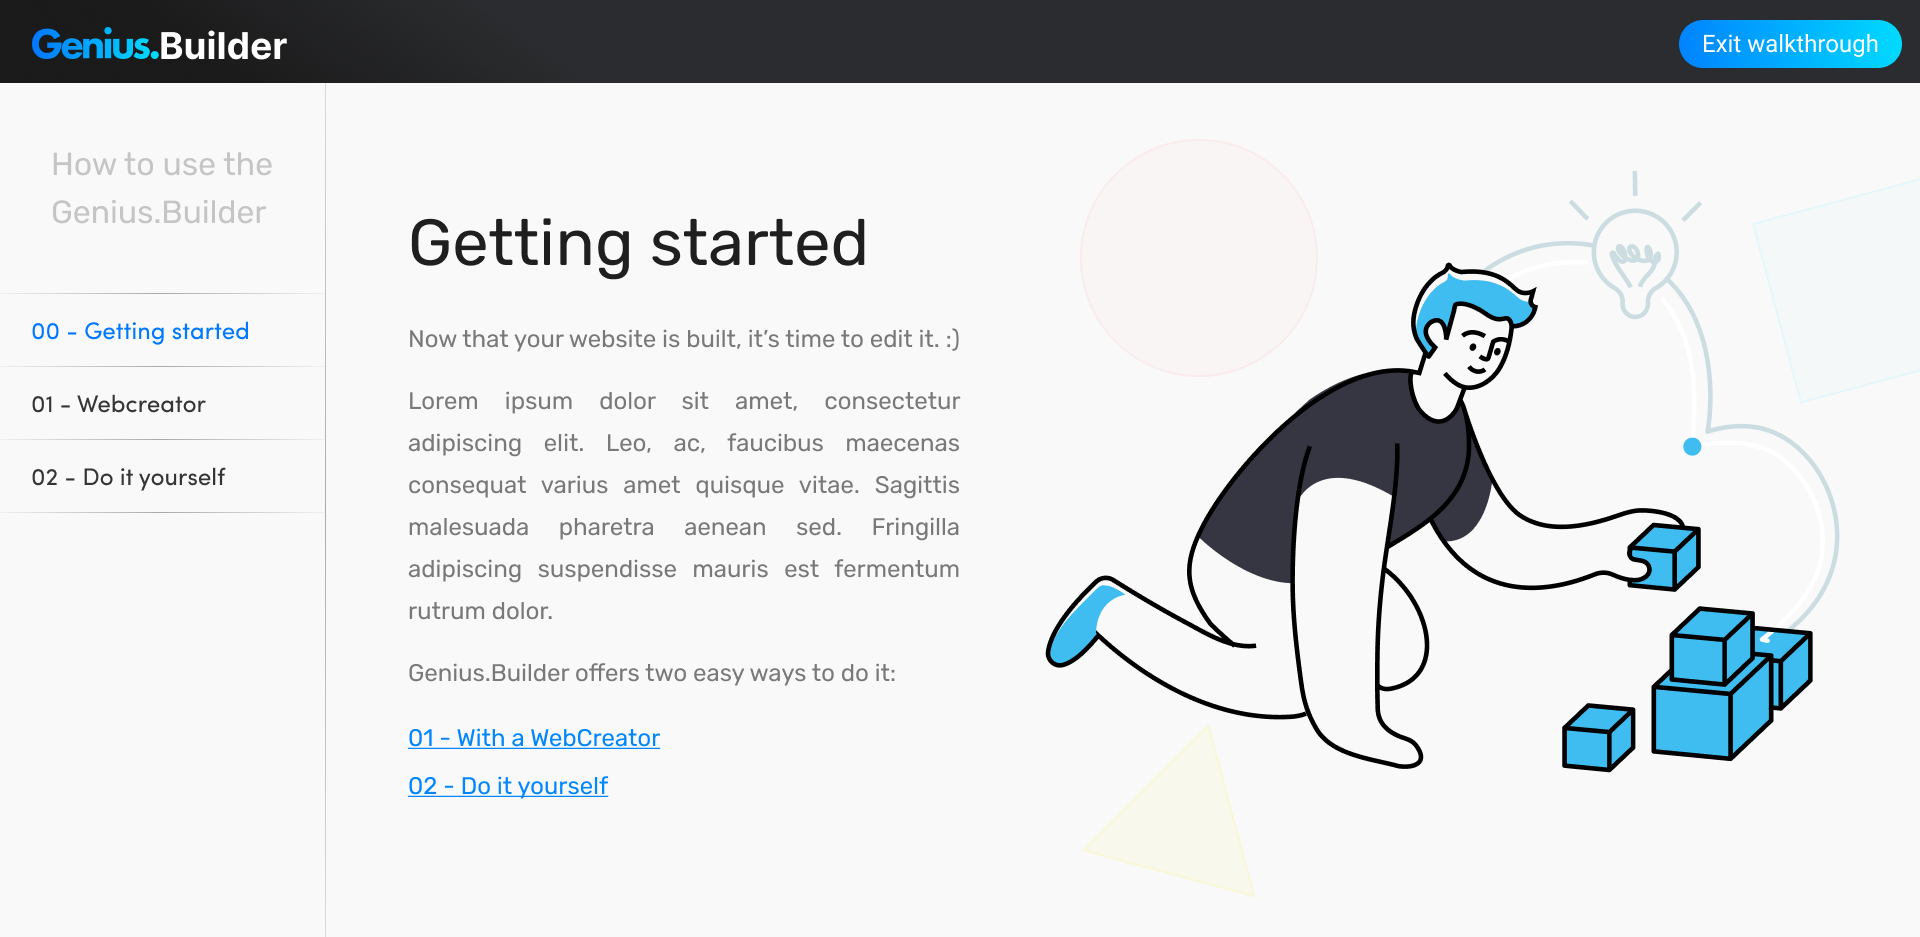 Genius.Builder
Exit walkthrough
How to use the
Genius.Builder
00 - Getting started
01 - Webcreator
02 - Do it yourself
Getting started
Now that your website is built, it’s time to edit it. :)
Lorem ipsum dolor sit amet, consectetur
adipiscing elit. Leo, ac, faucibus maecenas
consequat varius amet quisque vitae. Sagittis
malesuada pharetra aenean sed. Fringilla
adipiscing suspendisse mauris est fermentum
rutrum dolor.
Genius.Builder offers two easy ways to do it:
01 - With a WebCreator
02 - Do it yourself